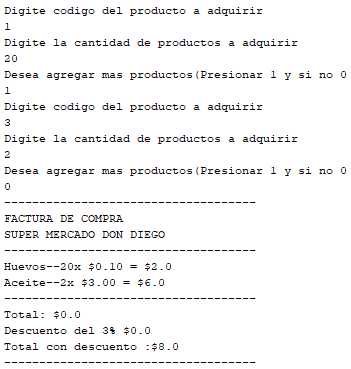 Digite codigo del producto a adquirir
1
Digite la cantidad de productos a adquirir
20
Desea agregar mas productos(Presionar 1 y si no 0
1
Digite codigo del producto a adquirir
3
Digite la cantidad de productos a adquirir
2
Desea agregar mas productos(Presionar 1 y si no 0
0
------------------------------------
FACTURA DE COMPRA
SUPER MERCADO DON DIEGO
------------------------------------
Huevos--20x $0.10 = $2.0
Aceite--2x $3.00 = $6.0
------------------------------------
Total: $0.0
Descuento del 3% $0.0
Total con descuento :$8.0
------------------------------------